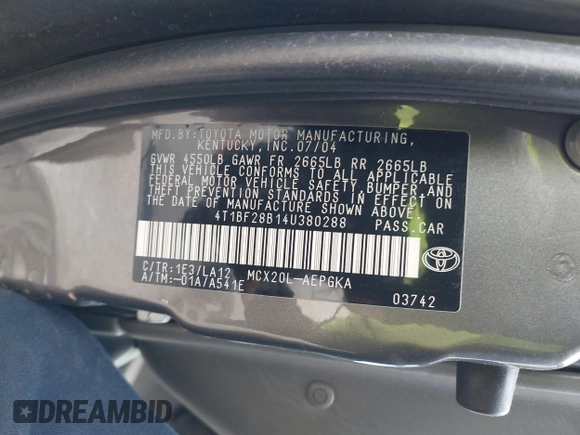 MFD.BY:TOYOTA MOTOR MANUFACTURING,
KENTUCKY,INC.07/04
GVWR 4550LB GAWR FR 2665LB RR 2665LB
THIS VEHICLE CONFORMS TO ALL APPLICABLE
FEDERAL MOTOR VEHICLE SAFETY, BUMPER, AND
THEFT PREVENTION STANDARDS IN EFFECT ON
THE DATE OF MANUFACTURE SHOWN ABOVE.
4T1BF28B14U380288 PASS.CAR
C/TR:1E3/LA12 MCX20L-AEPGKA
A/TM:-01A/A541E
03742
DREAMBID